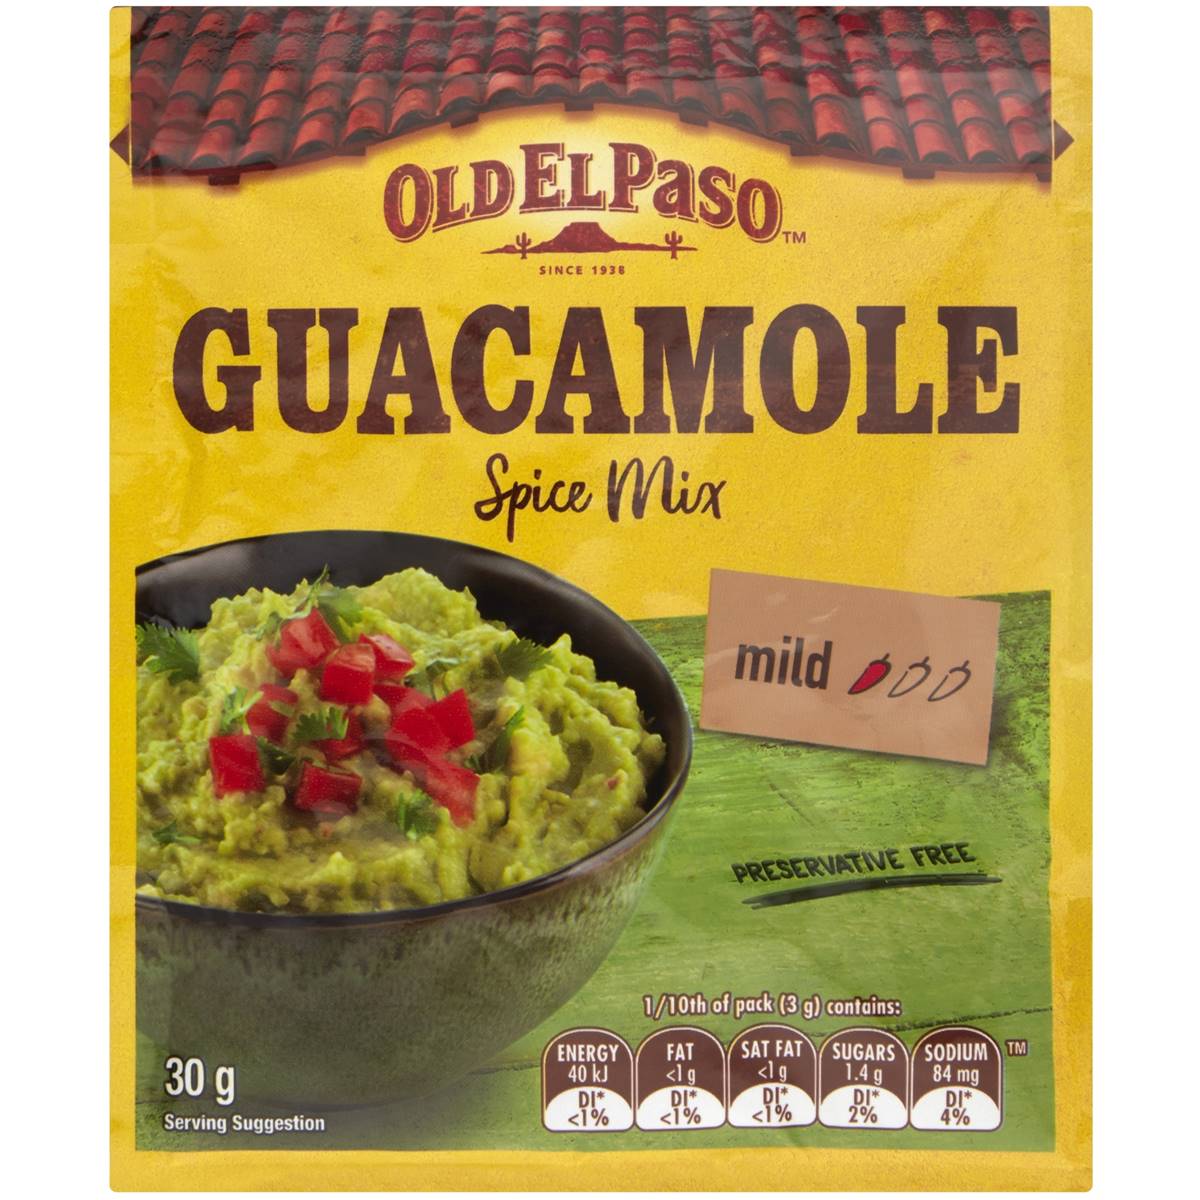 OLD EL PASO™
SINCE 1938
GUACAMOLE
Spice Mix
mild
PRESERVATIVE FREE
1/10th of pack (3 g) contains:
ENERGY FAT SAT FAT SUGARS SODIUM ™
40 kJ <1 g <1 g 1.4 g 84 mg
DI* DI* DI* DI* DI*
<1% <1% <1% 2% 4%
30 g
Serving Suggestion